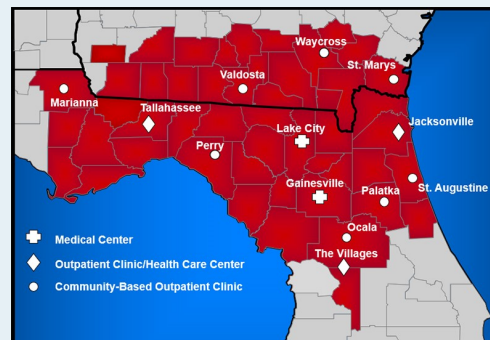 Waycross
St. Marys
Valdosta
Marianna
Tallahassee
Jacksonville
Lake City
Perry
Gainesville
St. Augustine
Palatka
Ocala
The Villages
Medical Center
Outpatient Clinic/Health Care Center
Community-Based Outpatient Clinic